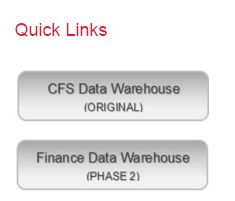 Quick Links
CFS Data Warehouse
(ORIGINAL)
Finance Data Warehouse
(PHASE 2)